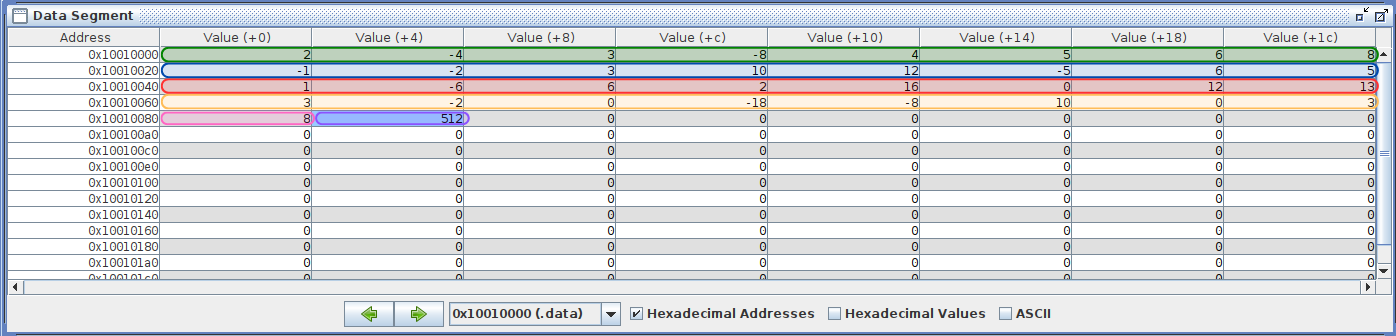 Data Segment
Address Value (+0) Value (+4) Value (+8) Value (+c) Value (+10) Value (+14) Value (+18) Value (+1c)
0x10010000 2 -4 3 -8 4 5 6 8
0x10010020 -1 -2 3 10 12 -5 6 5
0x10010040 1 -6 6 2 16 0 12 13
0x10010060 3 -2 0 -18 -8 10 0 3
0x10010080 8 512 0 0 0 0 0 0
0x100100a0 0 0 0 0 0 0 0 0
0x100100c0 0 0 0 0 0 0 0 0
0x100100e0 0 0 0 0 0 0 0 0
0x10010100 0 0 0 0 0 0 0 0
0x10010120 0 0 0 0 0 0 0 0
0x10010140 0 0 0 0 0 0 0 0
0x10010160 0 0 0 0 0 0 0 0
0x10010180 0 0 0 0 0 0 0 0
0x100101a0 0 0 0 0 0 0 0 0
0x100101c0 0 0 0 0 0 0 0 0
0x10010000 (.data) Hexadecimal Addresses Hexadecimal Values ASCII